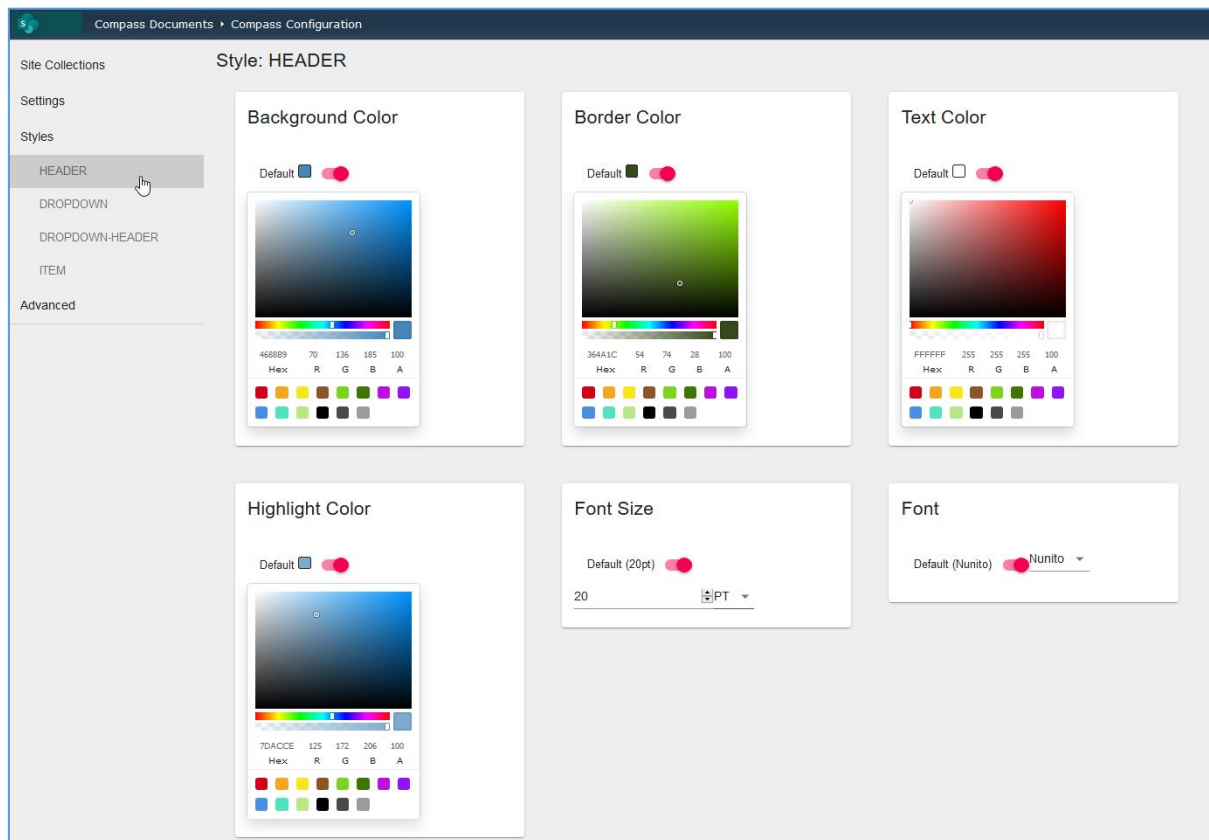 S
Compass Documents ▸ Compass Configuration
Site Collections
Settings
Styles
HEADER
DROPDOWN
DROPDOWN-HEADER
ITEM
Advanced
Style: HEADER
Background Color
Default
4688B9 70 136 185 100
Hex R G B A
Border Color
Default
364A1C 54 74 28 100
Hex R G B A
Text Color
Default
FFFFFF 255 255 255 100
Hex R G B A
Highlight Color
Default
7DACCE 125 172 206 100
Hex R G B A
Font Size
Default (20pt)
20 PT
Font
Default (Nunito) Nunito